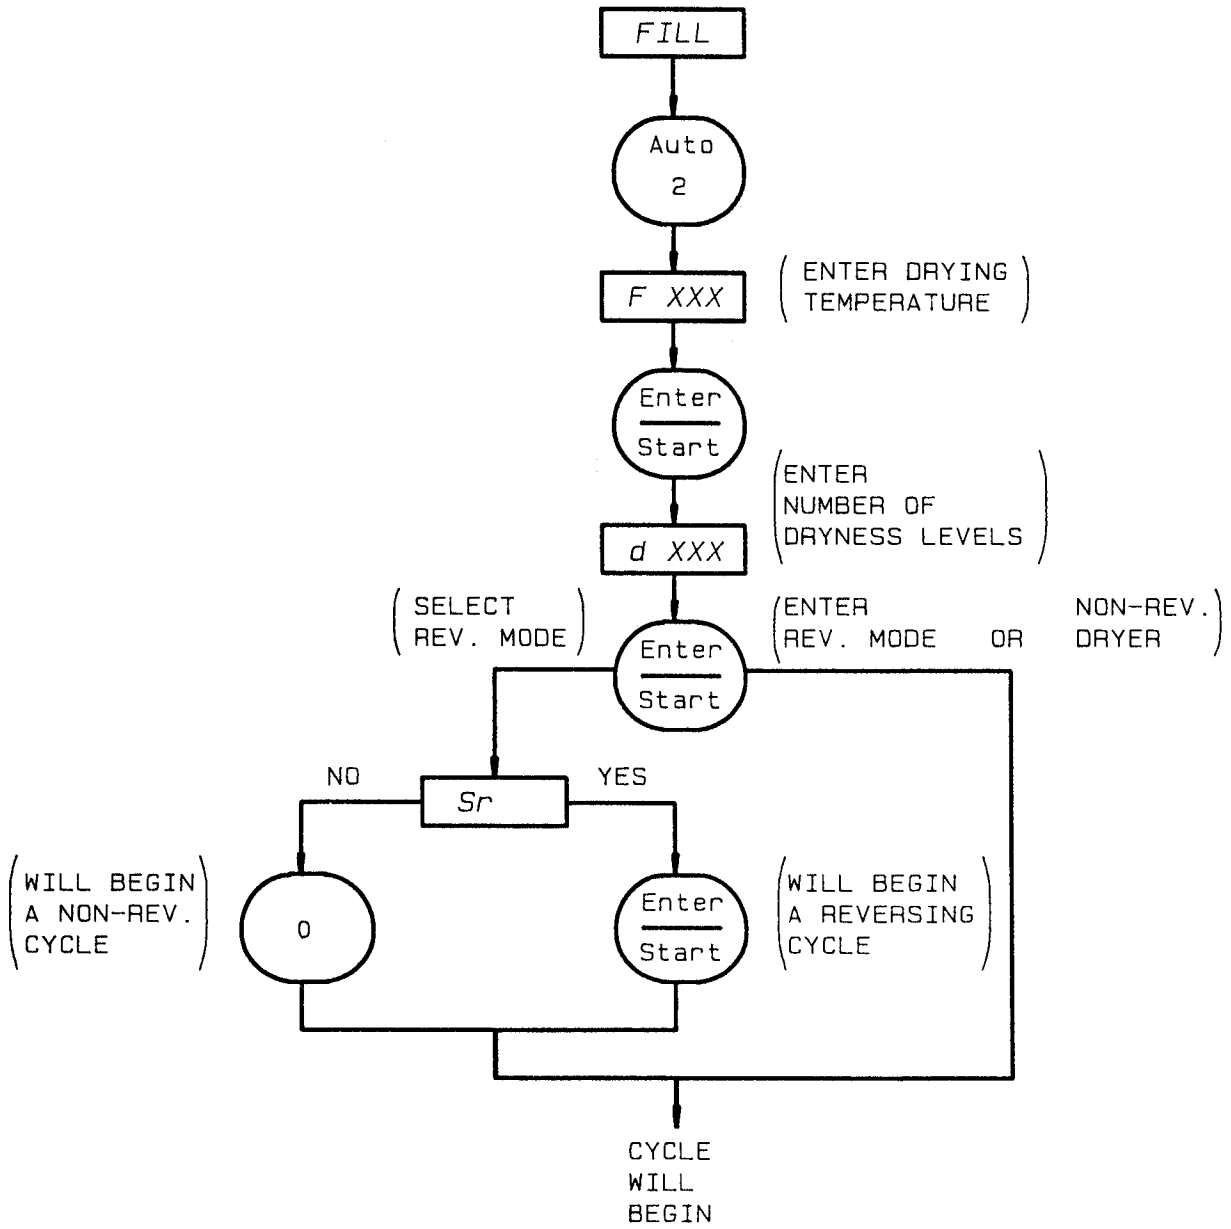 FILL
Auto
2
F XXX
(ENTER DRYING
TEMPERATURE)
Enter
Start
(ENTER
NUMBER OF
DRYNESS LEVELS)
d XXX
(SELECT
REV. MODE)
Enter
Start
(ENTER NON-REV.
REV. MODE OR DRYER)
NO
Sr
YES
(WILL BEGIN
A NON-REV.
CYCLE)
0
Enter
Start
(WILL BEGIN
A REVERSING
CYCLE)
CYCLE
WILL
BEGIN